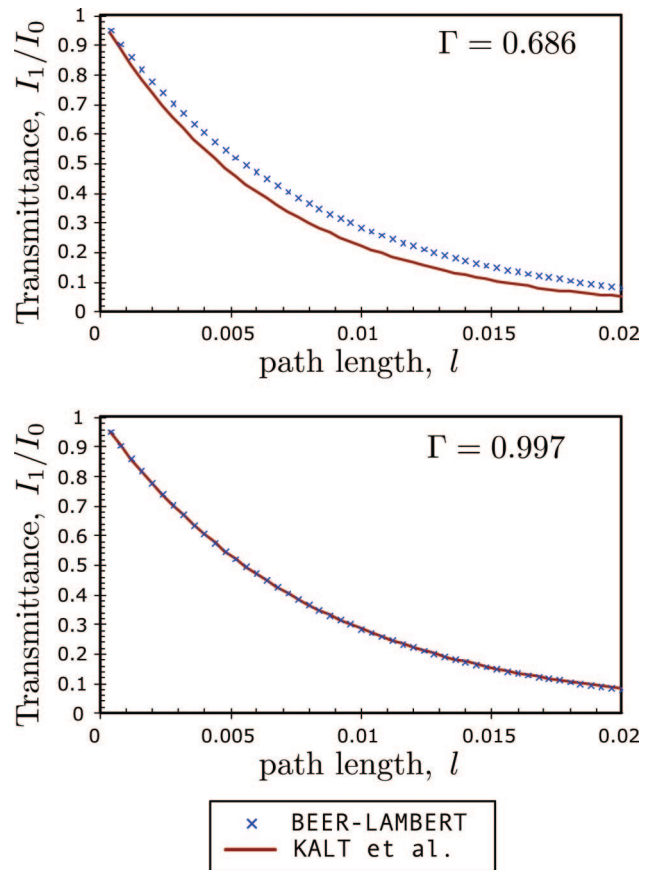 1
0.9
0.8
0.7
0.6
0.5
0.4
0.3
0.2
0.1
0
Transmittance, I₁/I₀
Γ = 0.686
0 0.005 0.01 0.015 0.02
path length, l
1
0.9
0.8
0.7
0.6
0.5
0.4
0.3
0.2
0.1
0
Transmittance, I₁/I₀
Γ = 0.997
0 0.005 0.01 0.015 0.02
path length, l
BEER-LAMBERT
KALT et al.